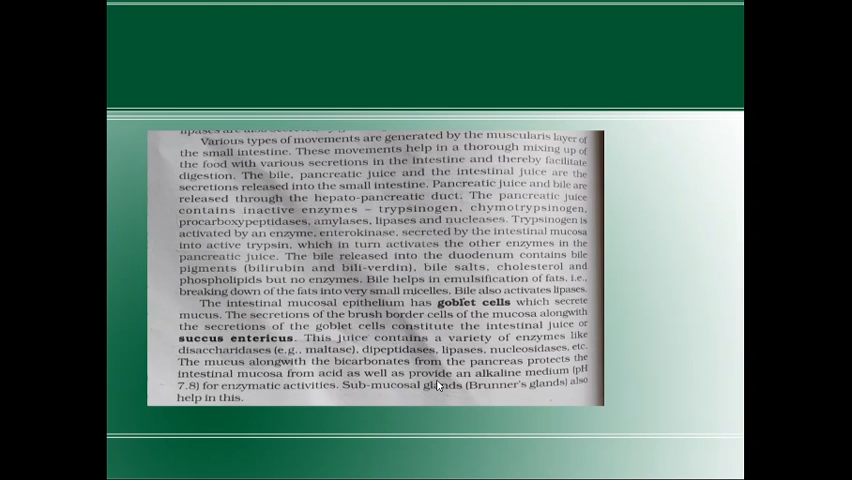 lipases are also secreted by
Various types of movements are generated by the muscularis layer of
the small intestine. These movements help in a thorough mixing up of
the food with various secretions in the intestine and thereby facilitate
digestion. The bile, pancreatic juice and the intestinal juice are the
secretions released into the small intestine. Pancreatic juice and bile are
released through the hepato-pancreatic duct. The pancreatic juice
contains inactive enzymes – trypsinogen, chymotrypsinogen,
procarboxypeptidases, amylases, lipases and nucleases. Trypsinogen is
activated by an enzyme, enterokinase, secreted by the intestinal mucosa
into active trypsin, which in turn activates the other enzymes in the
pancreatic juice. The bile released into the duodenum contains bile
pigments (bilirubin and bili-verdin), bile salts, cholesterol and
phospholipids but no enzymes. Bile helps in emulsification of fats, i.e.,
breaking down of the fats into very small micelles. Bile also activates lipases.
The intestinal mucosal epithelium has goblet cells which secrete
mucus. The secretions of the brush border cells of the mucosa alongwith
the secretions of the goblet cells constitute the intestinal juice or
succus entericus. This juice contains a variety of enzymes like
disaccharidases (e.g., maltase), dipeptidases, lipases, nucleosidases, etc.
The mucus alongwith the bicarbonates from the pancreas protects the
intestinal mucosa from acid as well as provide an alkaline medium (pH
7.8) for enzymatic activities. Sub-mucosal glands (Brunner's glands) also
help in this.